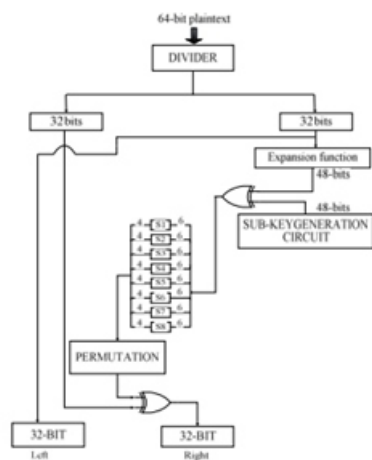 64-bit plaintext
DIVIDER
32bits 32bits
Expansion function
48-bits
48-bits
SUB-KEYGENERATION
CIRCUIT
4 S1 6
4 S2 6
4 S3 6
4 S4 6
4 S5 6
4 S6 6
4 S7 6
4 S8 6
PERMUTATION
32-BIT 32-BIT
Left Right